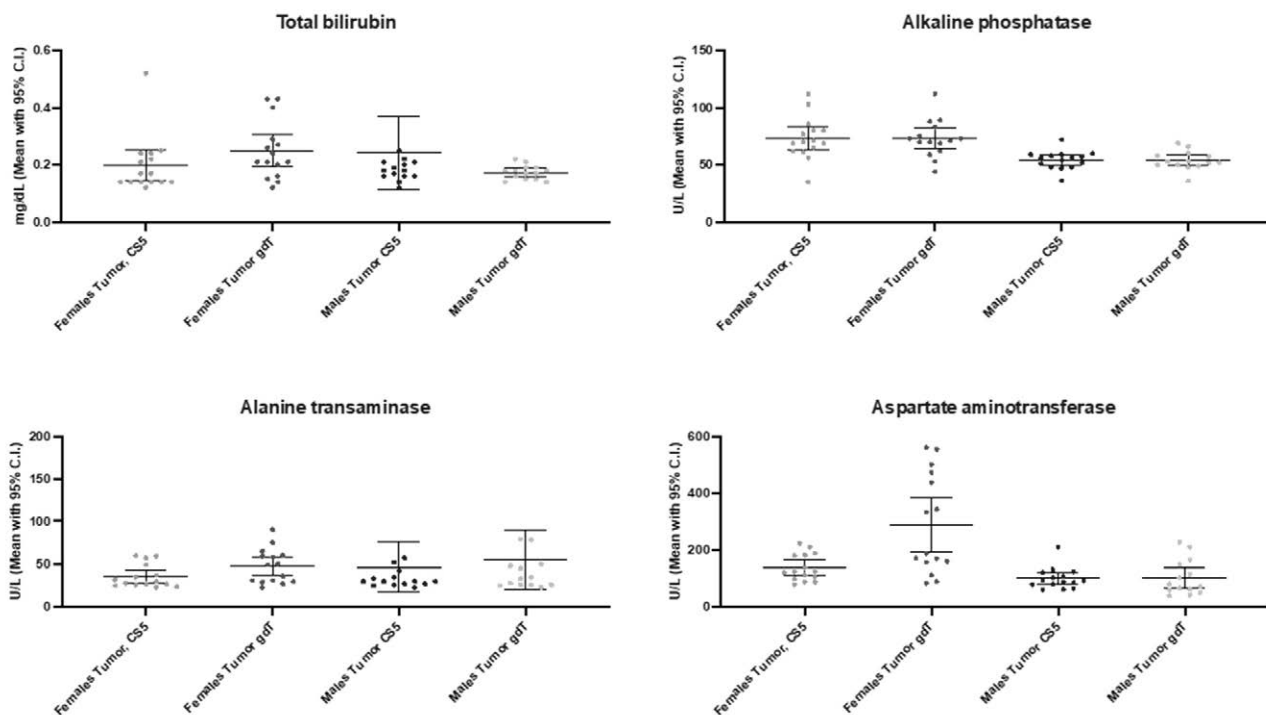 Total bilirubin
mg/dL (Mean with 95% C.I.)
0.6
0.4
0.2
0.0
Females Tumor, CS5
Females Tumor gdT
Males Tumor CS5
Males Tumor gdT
Alkaline phosphatase
U/L (Mean with 95% C.I.)
150
100
50
0
Females Tumor, CS5
Females Tumor gdT
Males Tumor CS5
Males Tumor gdT
Alanine transaminase
U/L (Mean with 95% C.I.)
200
150
100
50
0
Females Tumor, CS5
Females Tumor gdT
Males Tumor CS5
Males Tumor gdT
Aspartate aminotransferase
U/L (Mean with 95% C.I.)
600
400
200
0
Females Tumor, CS5
Females Tumor gdT
Males Tumor CS5
Males Tumor gdT